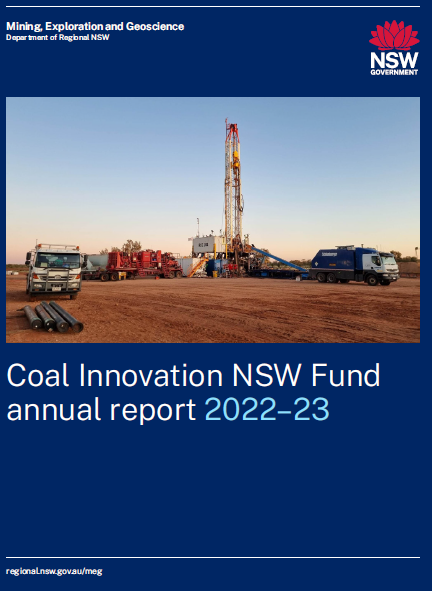 Mining, Exploration and Geoscience
Department of Regional NSW
NSW
GOVERNMENT
Coal Innovation NSW Fund
annual report 2022–23
regional.nsw.gov.au/meg